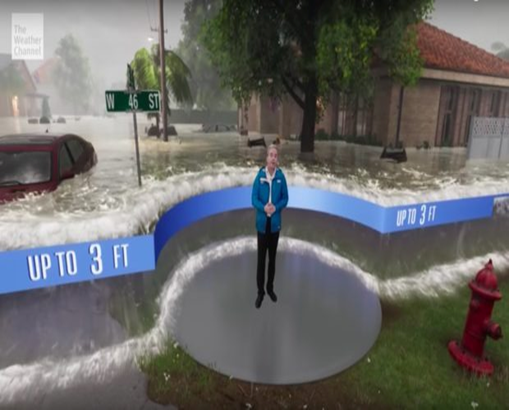 The
Weather
Channel
W 46 ST
UP TO 3 FT
UP TO 3 FT